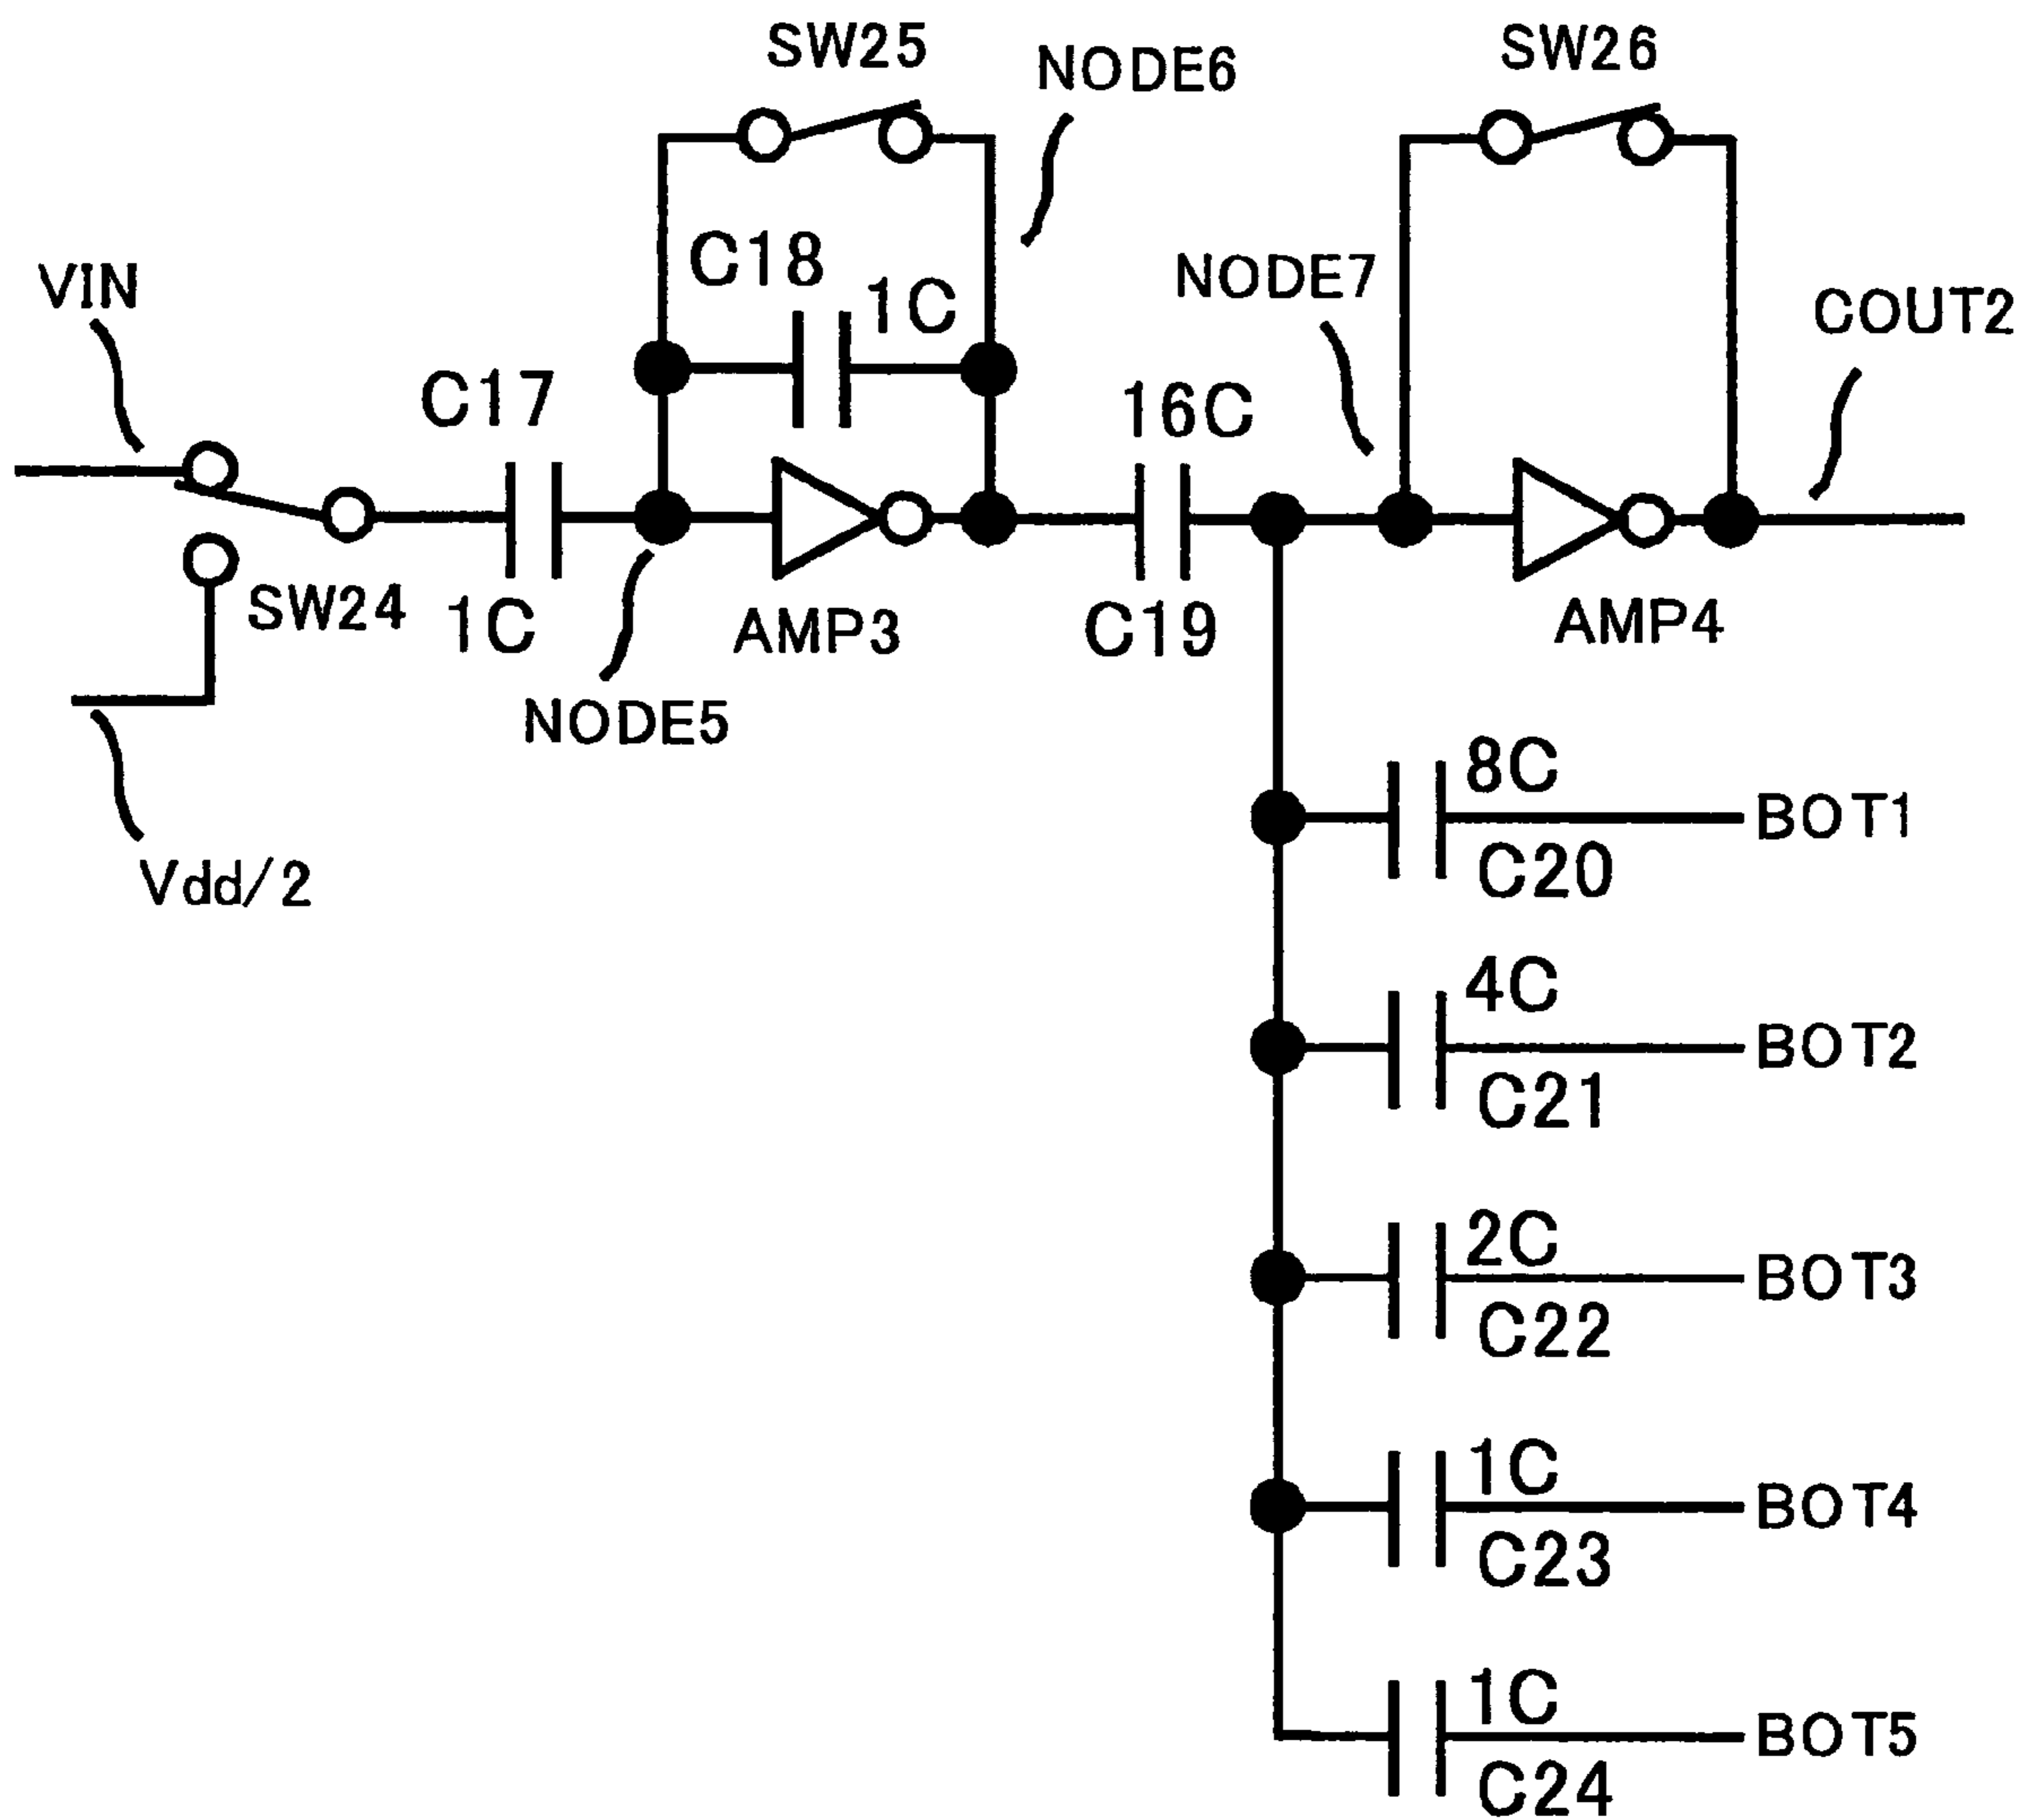 SW25
SW26
NODE6
C18
1C
NODE7
VIN
COUT2
C17
16C
SW24
1C
AMP3
C19
AMP4
NODE5
8C
BOT1
C20
Vdd/2
4C
BOT2
C21
2C
BOT3
C22
1C
BOT4
C23
1C
BOT5
C24